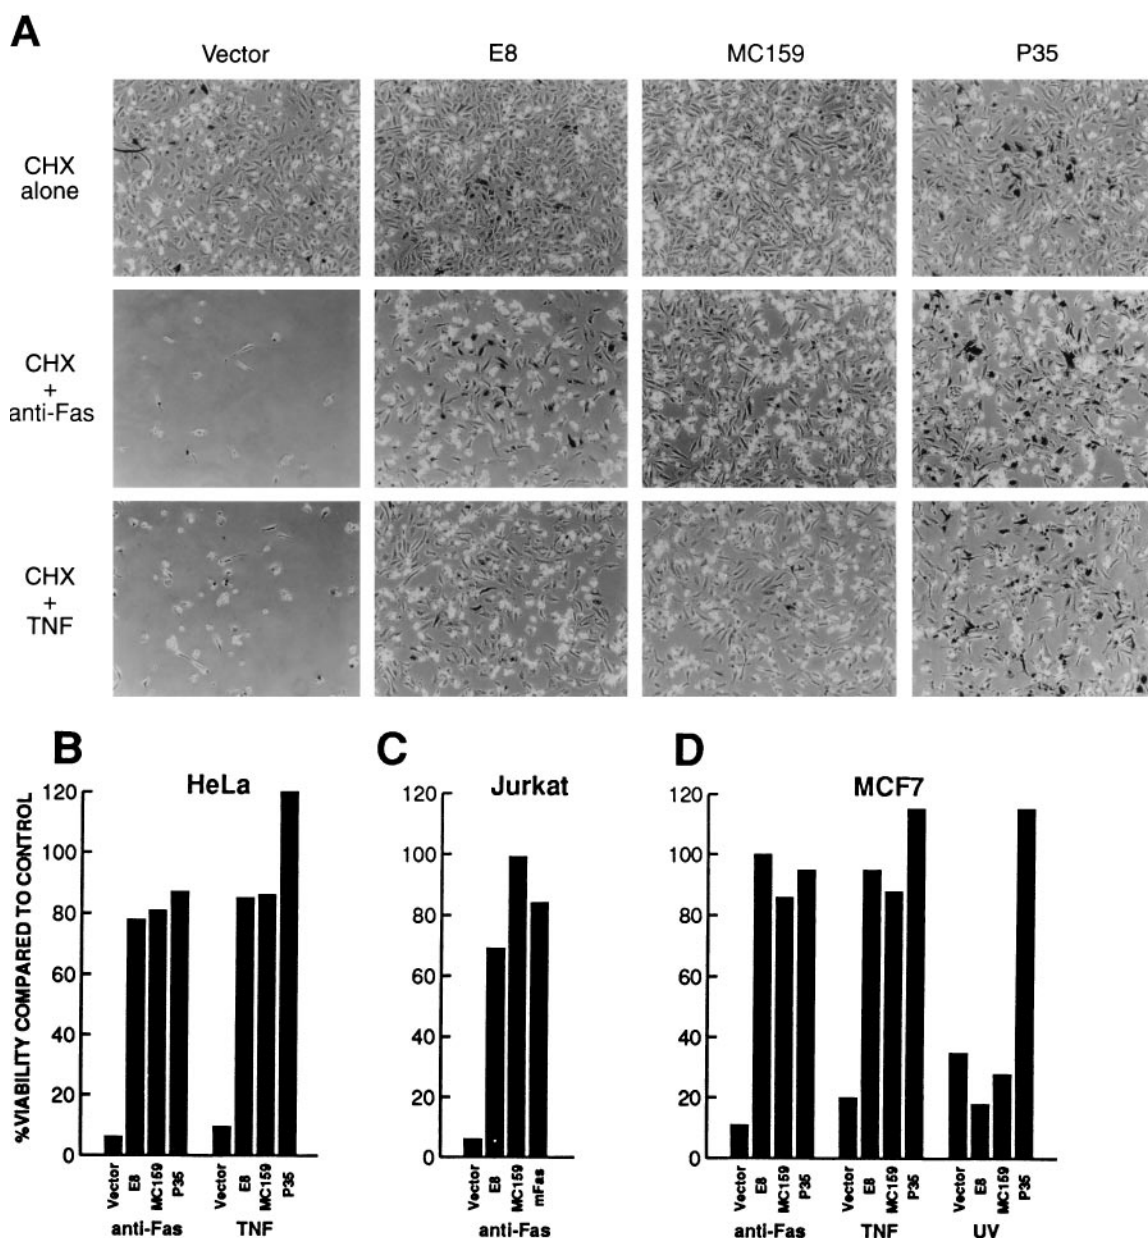 A
Vector E8 MC159 P35
CHX
alone
CHX
+
anti-Fas
CHX
+
TNF
B
HeLa
%VIABILITY COMPARED TO CONTROL
120
100
80
60
40
20
0
Vector
E8
MC159
P35
Vector
E8
MC159
P35
anti-Fas TNF
C
Jurkat
120
100
80
60
40
20
0
Vector
E8
MC159
mFas
anti-Fas
D
MCF7
120
100
80
60
40
20
0
Vector
E8
MC159
P35
Vector
E8
MC159
P35
Vector
E8
MC159
P35
anti-Fas TNF UV